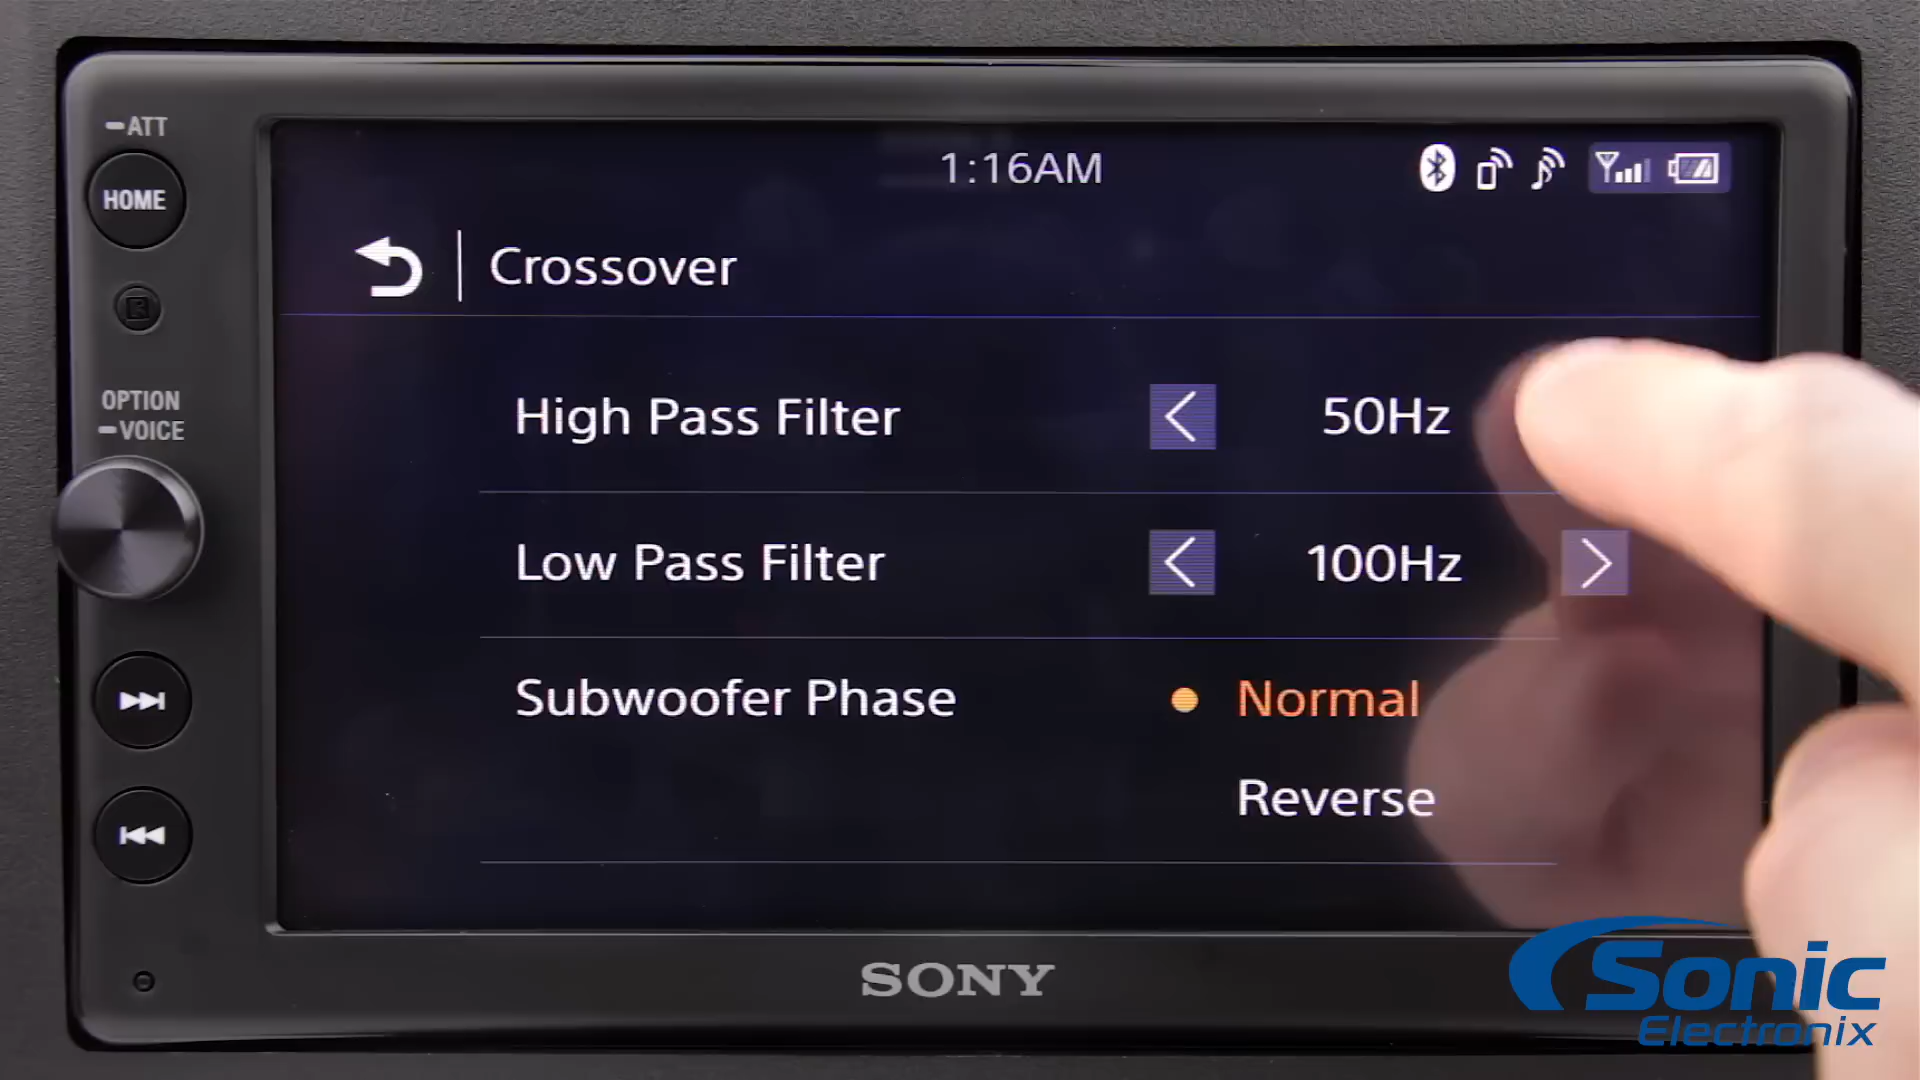 ATT
1:16AM
HOME
Crossover
R
OPTION
VOICE
High Pass Filter
50Hz
Low Pass Filter
100Hz
Subwoofer Phase
Normal
Reverse
SONY
Sonic
Electronix